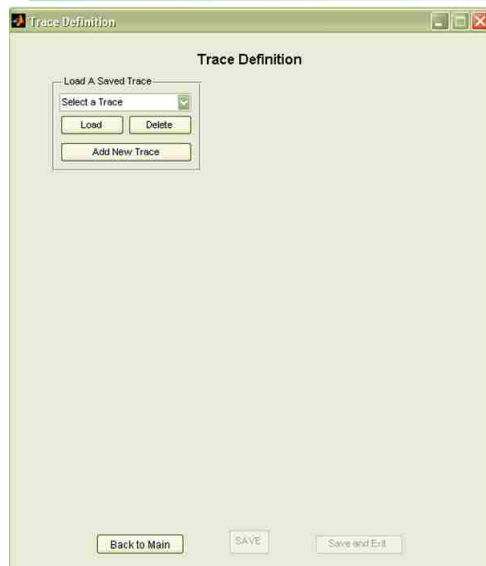 Trace Definition
Trace Definition
Load A Saved Trace
Select a Trace
Load Delete
Add New Trace
Back to Main SAVE Save and Exit